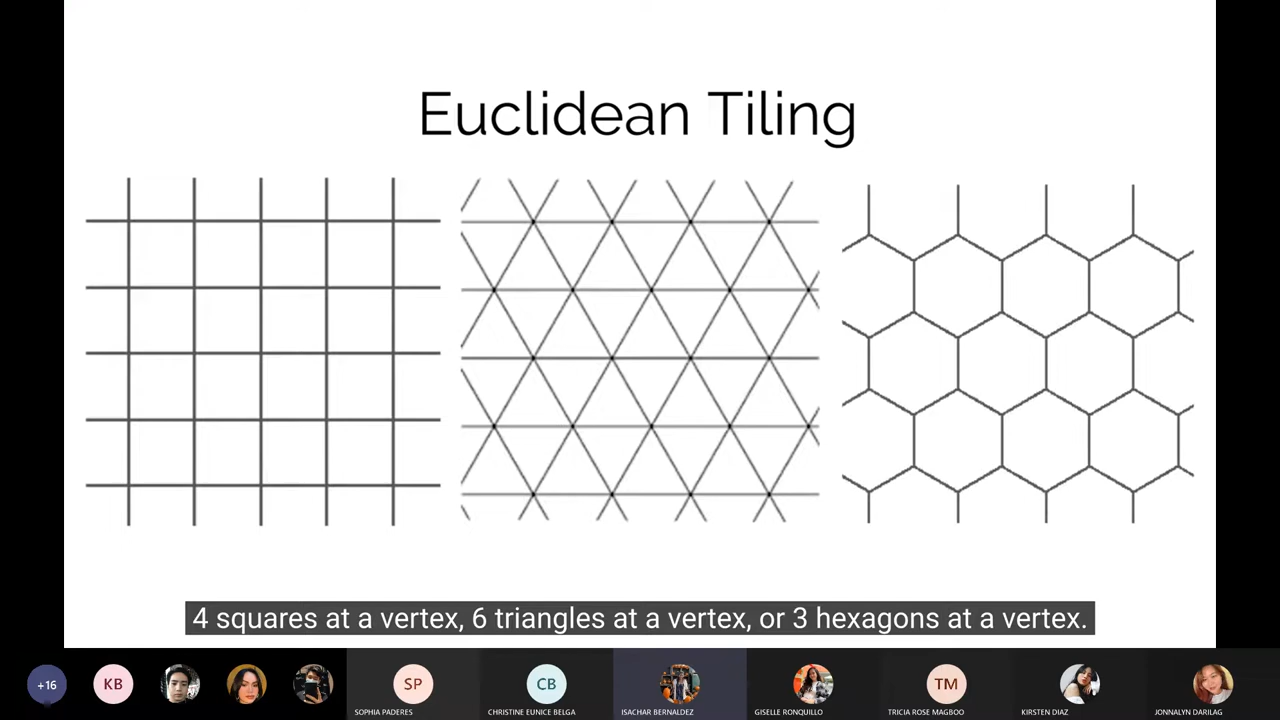 Euclidean Tiling
4 squares at a vertex, 6 triangles at a vertex, or 3 hexagons at a vertex.
+16
KB
SP
CB
TM
SOPHIA PADERES
CHRISTINE EUNICE BELGA
ISACHAR BERNALDEZ
GISELLE RONQUILLO
TRICIA ROSE MAGBOO
KIRSTEN DIAZ
JONNALYN DARILAG